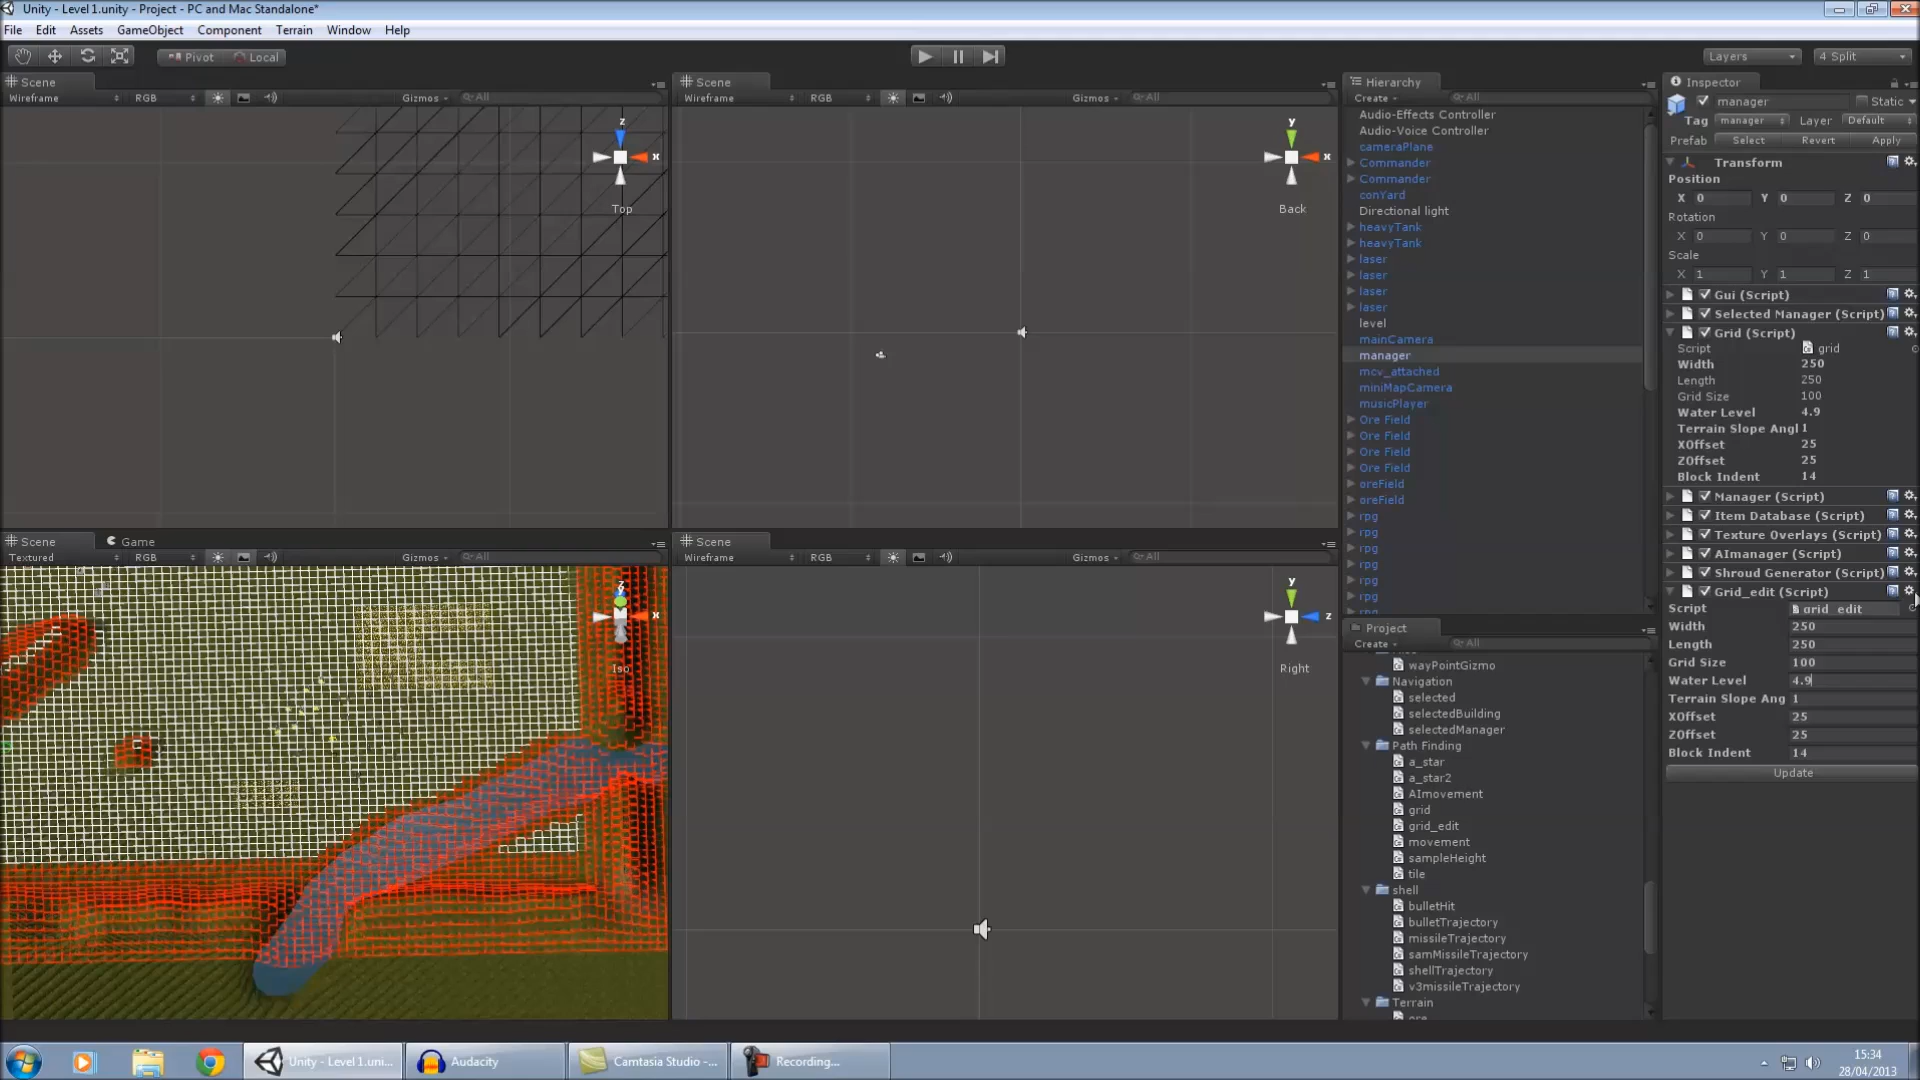 Unity - Level 1.unity - Project - PC and Mac Standalone*
File Edit Assets GameObject Component Terrain Window Help
Pivot Local
Layers 4 Split
Scene
Wireframe RGB Gizmos All
z
x
Top
Scene
Wireframe RGB Gizmos All
y
x
Back
Scene Game
Textured RGB Gizmos All
x
Iso
Scene
Wireframe RGB Gizmos All
y
z
Right
Hierarchy
Create All
Audio-Effects Controller
Audio-Voice Controller
cameraPlane
Commander
Commander
conYard
Directional light
heavyTank
heavyTank
laser
laser
laser
laser
level
mainCamera
manager
mcv_attached
miniMapCamera
musicPlayer
Ore Field
Ore Field
Ore Field
Ore Field
oreField
oreField
rpg
rpg
rpg
rpg
rpg
rpg
Project
Create All
wayPointGizmo
Navigation
selected
selectedBuilding
selectedManager
Path Finding
a_star
a_star2
AImovement
grid
grid_edit
movement
sampleHeight
tile
shell
bulletHit
bulletTrajectory
missileTrajectory
samMissileTrajectory
shellTrajectory
v3missileTrajectory
Terrain
Inspector
manager Static
Tag manager Layer Default
Prefab Select Revert Apply
Transform
Position
X 0 Y 0 Z 0
Rotation
X 0 Y 0 Z 0
Scale
X 1 Y 1 Z 1
Gui (Script)
Selected Manager (Script)
Grid (Script)
Script grid
Width 250
Length 250
Grid Size 100
Water Level 4.9
Terrain Slope Angl 1
XOffset 25
ZOffset 25
Block Indent 14
Manager (Script)
Item Database (Script)
Texture Overlays (Script)
AImanager (Script)
Shroud Generator (Script)
Grid_edit (Script)
Script grid_edit
Width 250
Length 250
Grid Size 100
Water Level 4.9
Terrain Slope Ang 1
XOffset 25
ZOffset 25
Block Indent 14
Update
Unity - Level 1.uni...
Audacity
Camtasia Studio -...
Recording...
15:34
28/04/2013